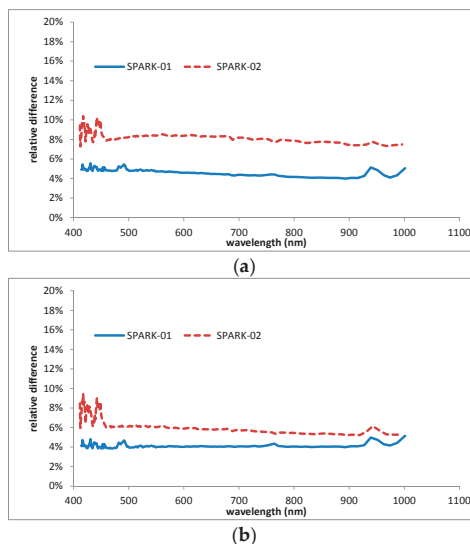 20%
18%
16%
14%
12%
10%
8%
6%
4%
2%
0%
relative difference
SPARK-01 SPARK-02
400 500 600 700 800 900 1000 1100
wavelength (nm)
(a)
20%
18%
16%
14%
12%
10%
8%
6%
4%
2%
0%
relative difference
SPARK-01 SPARK-02
400 500 600 700 800 900 1000 1100
wavelength (nm)
(b)